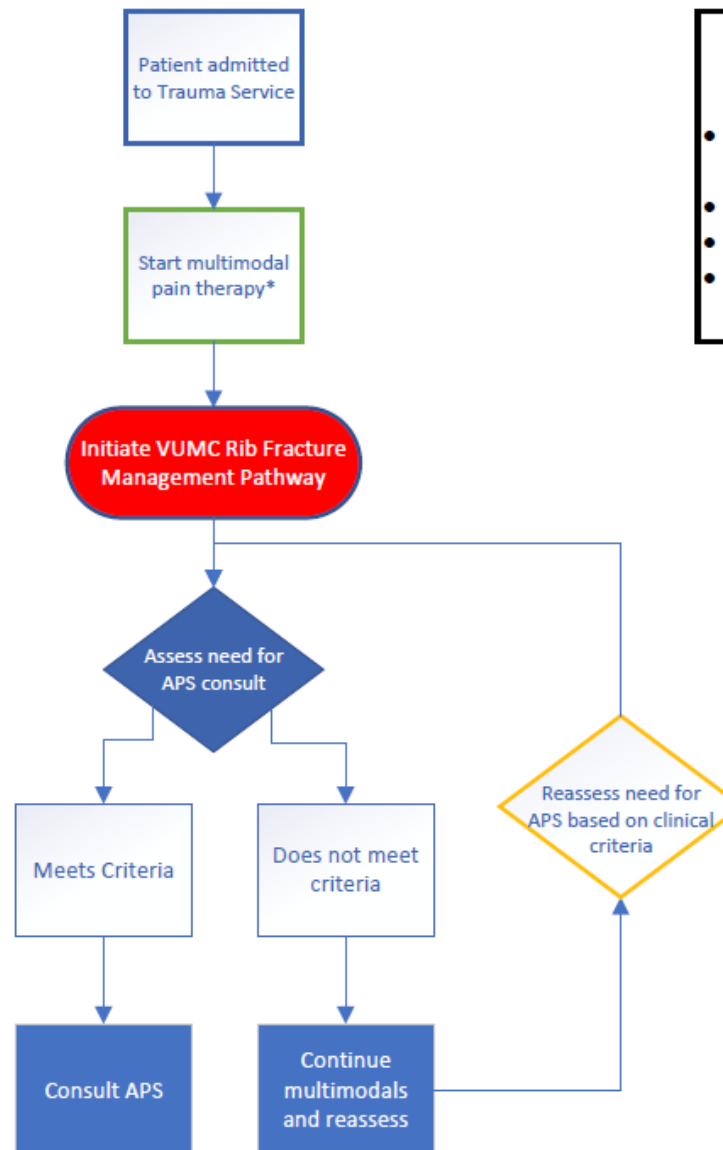 Patient admitted
to Trauma Service
Start multimodal
pain therapy*
Initiate VUMC Rib Fracture
Management Pathway
Assess need for
APS consult
Meets Criteria
Does not meet
criteria
Reassess need for
APS based on clinical
criteria
Consult APS
Continue
multimodals
and reassess